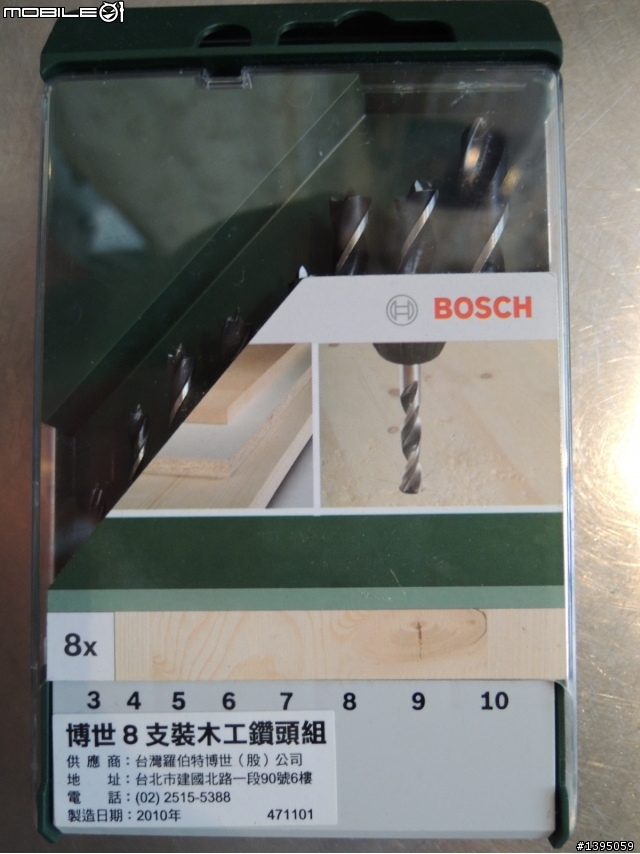 MOBILE01
BOSCH
8x
3 4 5 6 7 8 9 10
博世 8 支裝木工鑽頭組
供應商：台灣羅伯特博世（股）公司
地址：台北市建國北路一段90號6樓
電話：(02) 2515-5388
製造日期：2010年 471101
#1395059